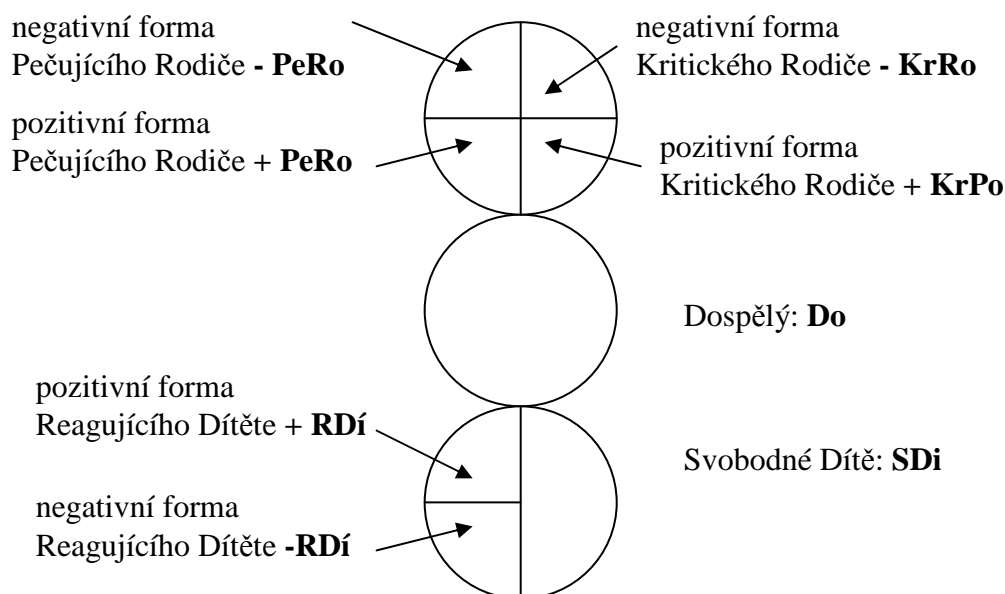 negativní forma
Pečujícího Rodiče - PeRo
negativní forma
Kritického Rodiče - KrRo
pozitivní forma
Pečujícího Rodiče + PeRo
pozitivní forma
Kritického Rodiče + KrPo
Dospělý: Do
pozitivní forma
Reagujícího Dítěte + RDí
Svobodné Dítě: SDi
negativní forma
Reagujícího Dítěte -RDí